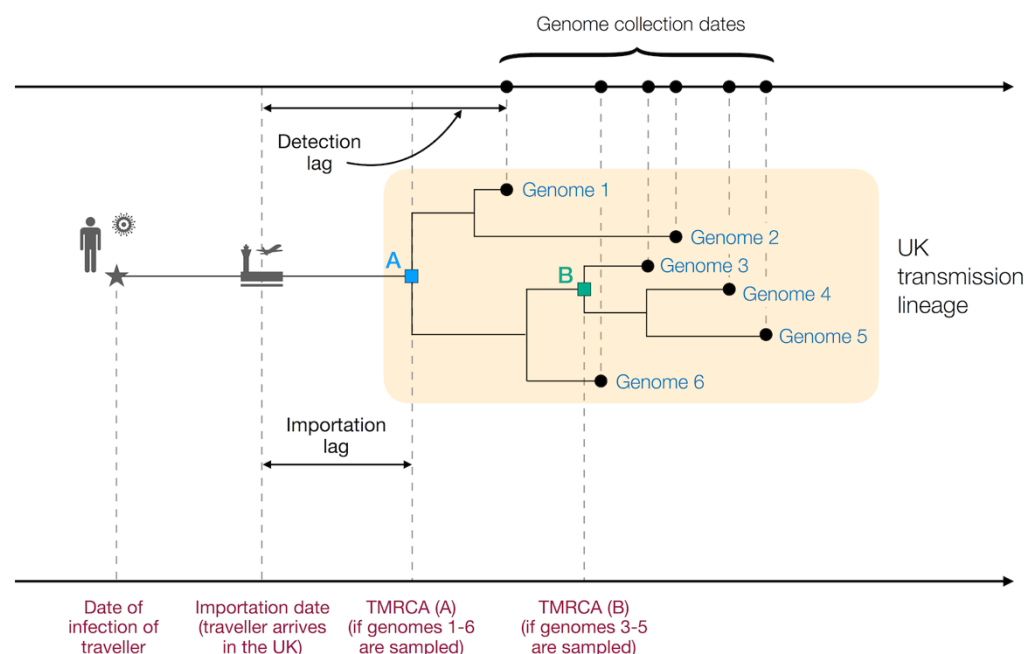 Genome collection dates
Detection
lag
Genome 1
Genome 2
A
B
Genome 3
Genome 4
Genome 5
Genome 6
UK
transmission
lineage
Importation
lag
Date of
infection of
traveller
Importation date
(traveller arrives
in the UK)
TMRCA (A)
(if genomes 1-6
are sampled)
TMRCA (B)
(if genomes 3-5
are sampled)